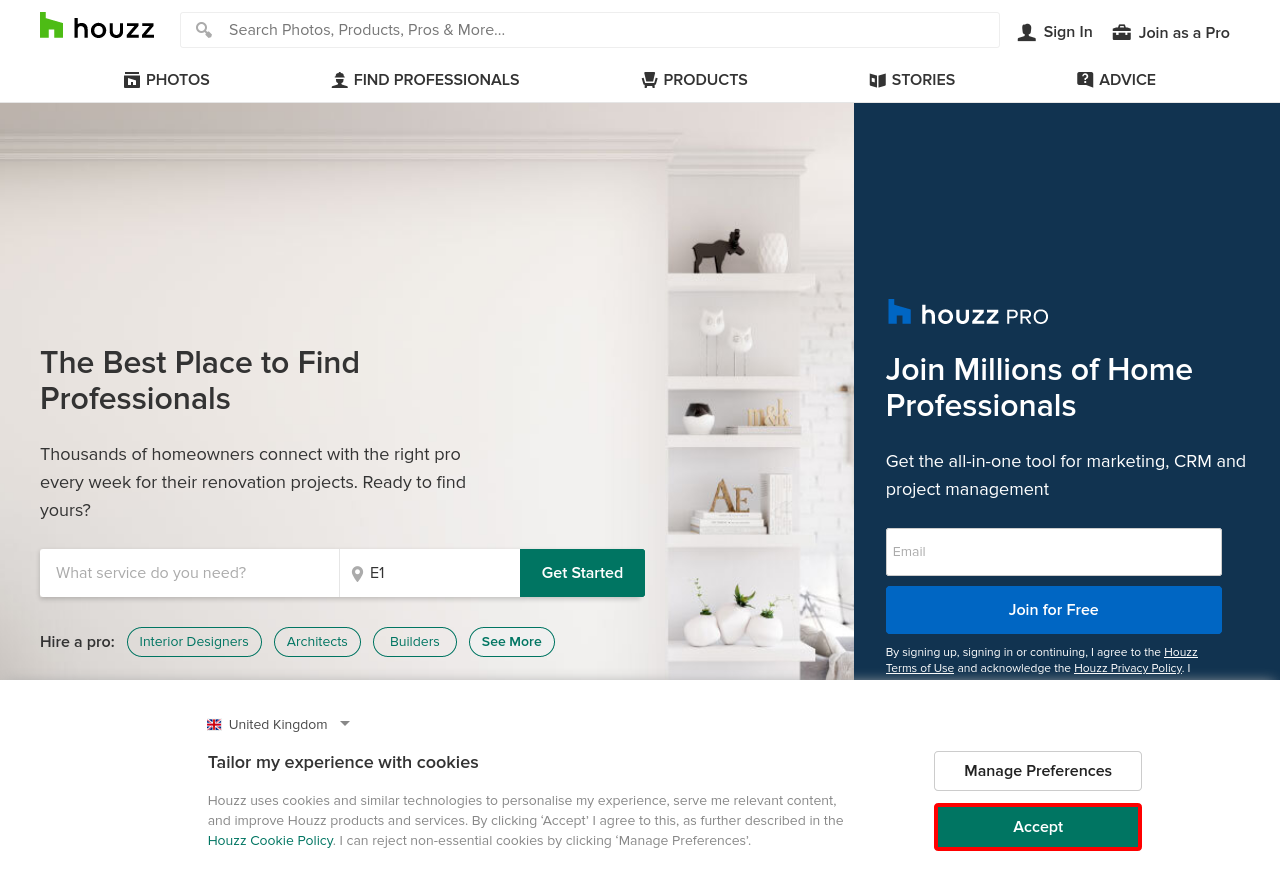 houzz
Search Photos, Products, Pros & More...
Sign In
Join as a Pro
PHOTOS
FIND PROFESSIONALS
PRODUCTS
STORIES
ADVICE
The Best Place to Find
Professionals
Thousands of homeowners connect with the right pro
every week for their renovation projects. Ready to find
yours?
What service do you need?
E1
Get Started
Hire a pro:
Interior Designers
Architects
Builders
See More
m&k
AE
houzz PRO
Join Millions of Home
Professionals
Get the all-in-one tool for marketing, CRM and
project management
Email
Join for Free
By signing up, signing in or continuing, I agree to the Houzz
Terms of Use and acknowledge the Houzz Privacy Policy. I
United Kingdom
Tailor my experience with cookies
Houzz uses cookies and similar technologies to personalise my experience, serve me relevant content,
and improve Houzz products and services. By clicking ‘Accept’ I agree to this, as further described in the
Houzz Cookie Policy. I can reject non-essential cookies by clicking ‘Manage Preferences’.
Manage Preferences
Accept